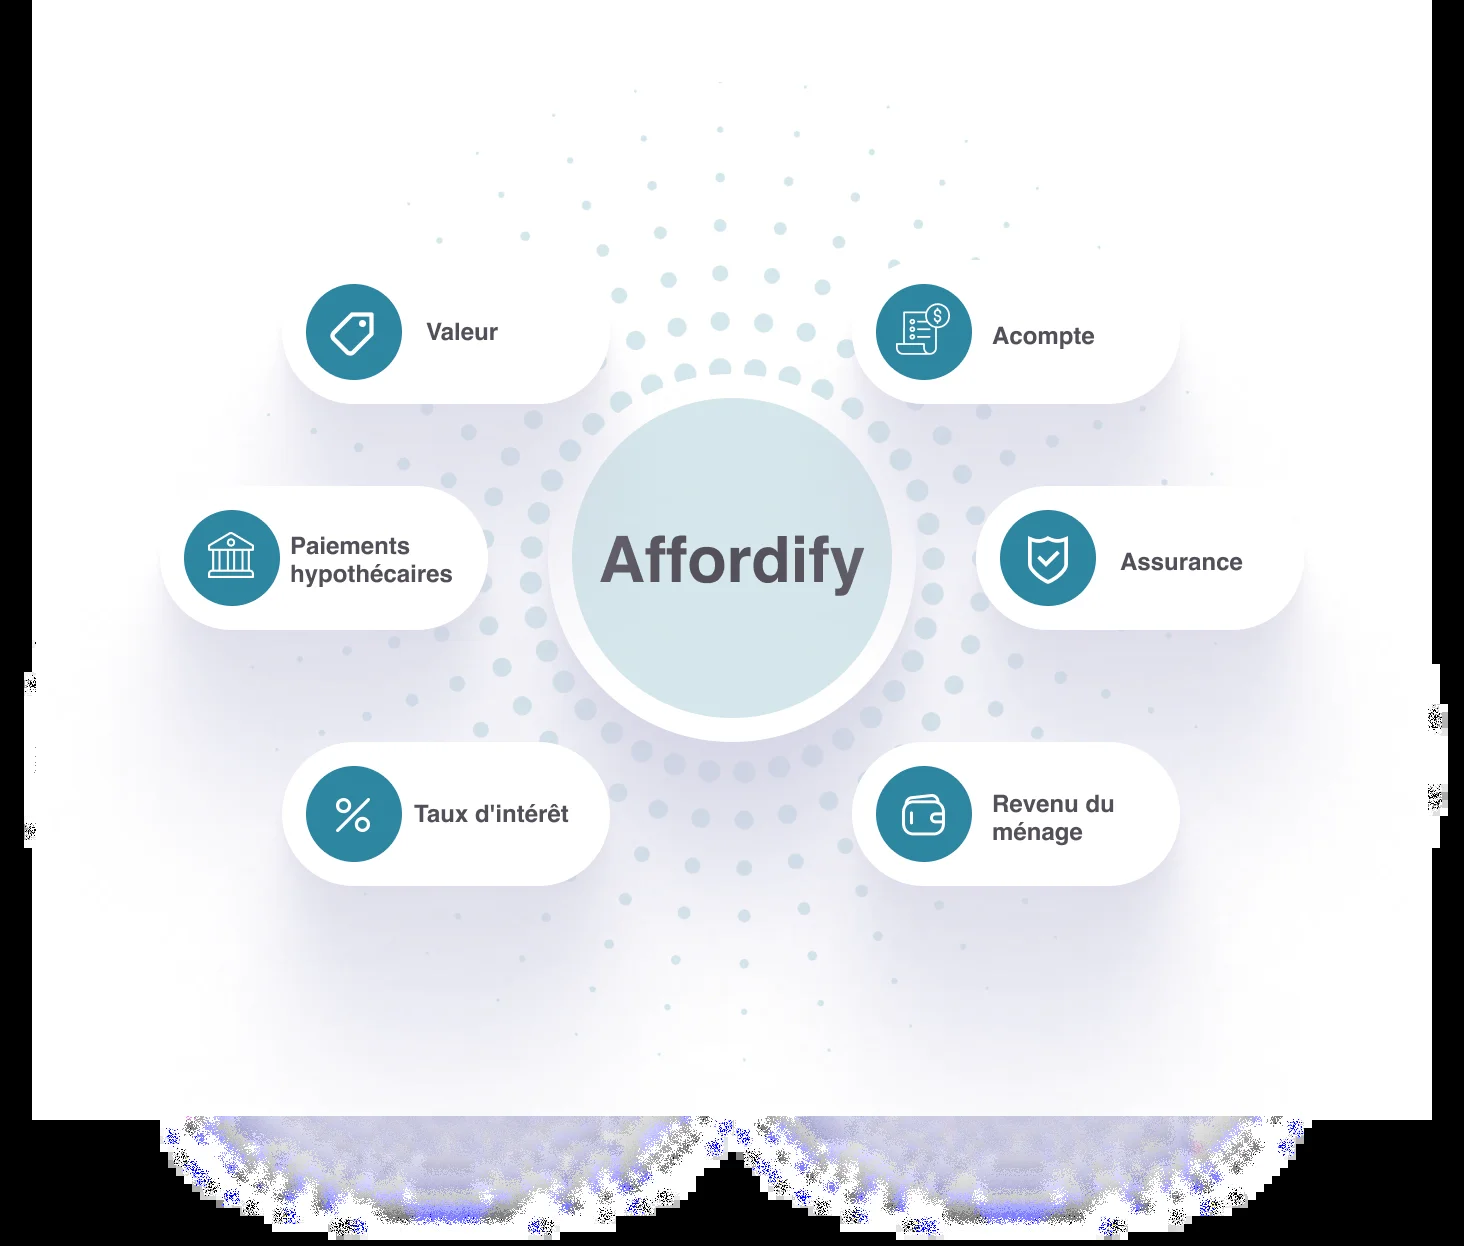 Valeur
Acompte
Paiements
hypothécaires
Affordify
Assurance
Taux d'intérêt
Revenu du
ménage